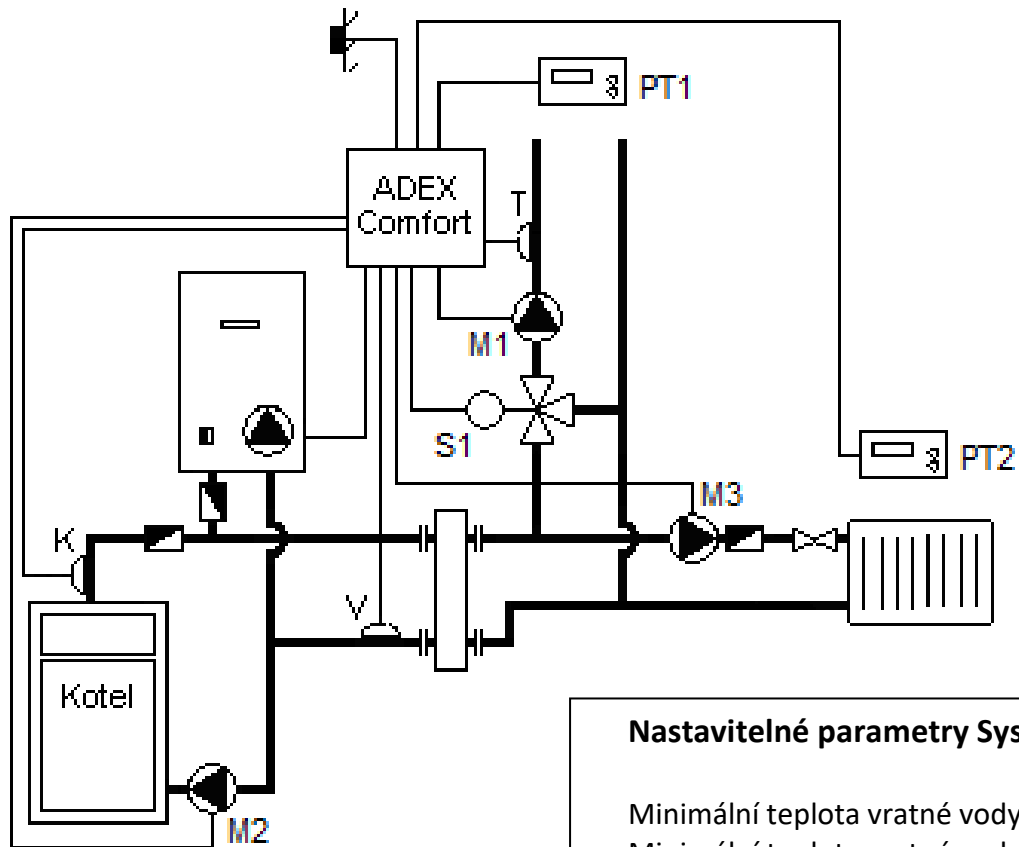 PT1
ADEX
Comfort
T
M1
S1
PT2
M3
K
V
Kotel
M2
Nastavitelné parametry Sys
Minimální teplota vratné vody